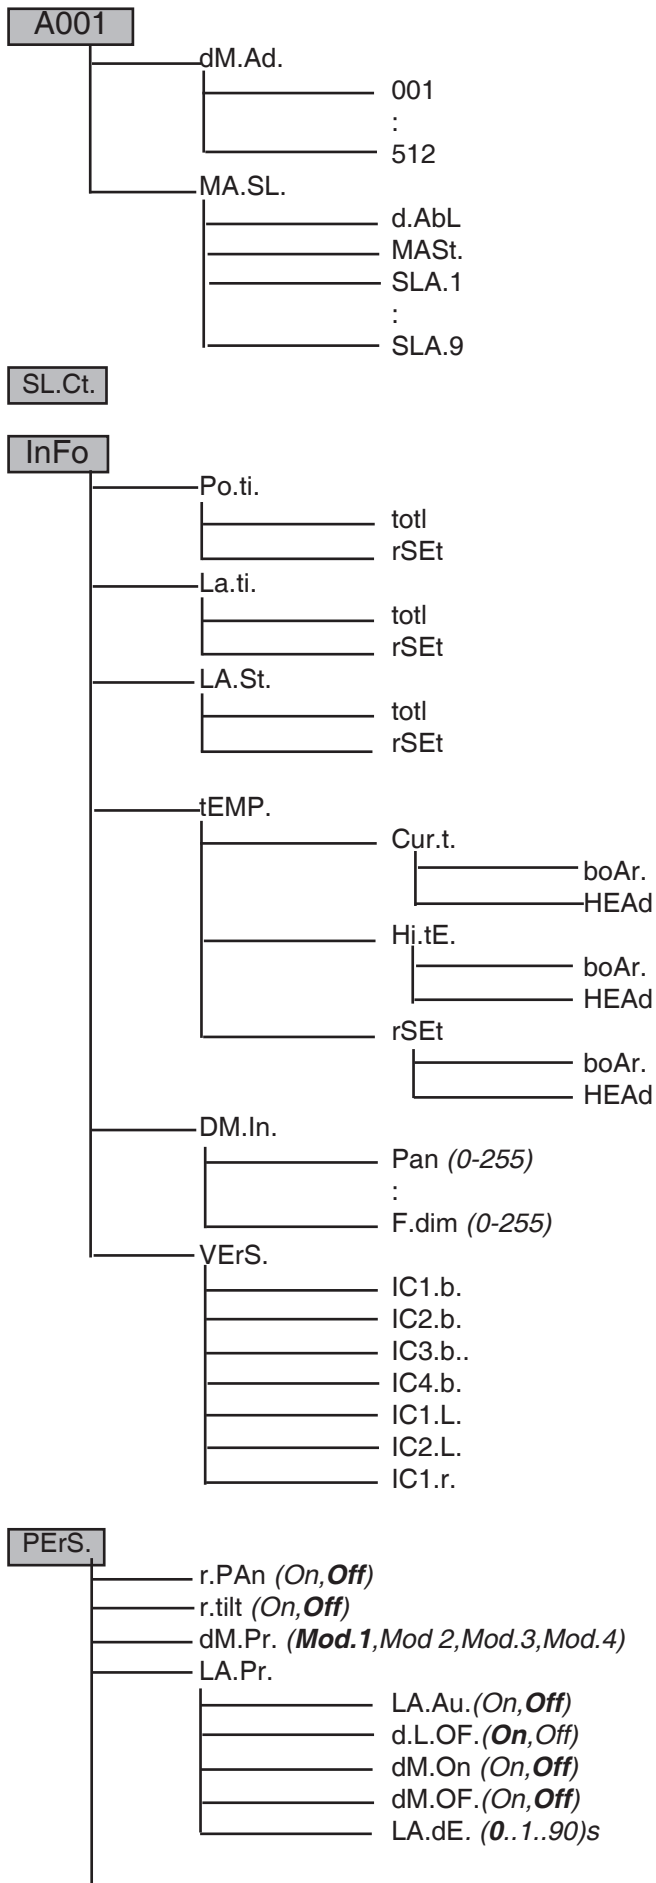 A001
dM.Ad.
001
:
512
MA.SL.
d.AbL
MASt.
SLA.1
:
SLA.9
SL.Ct.
InFo
Po.ti.
totl
rSEt
La.ti.
totl
rSEt
LA.St.
totl
rSEt
tEMP.
Cur.t.
boAr.
HEAd
Hi.tE.
boAr.
HEAd
rSEt
boAr.
HEAd
DM.In.
Pan (0-255)
:
F.dim (0-255)
VErS.
IC1.b.
IC2.b.
IC3.b..
IC4.b.
IC1.L.
IC2.L.
IC1.r.
PErS.
r.PAn (On,Off)
r.tilt (On,Off)
dM.Pr. (Mod.1,Mod 2,Mod.3,Mod.4)
LA.Pr.
LA.Au.(On,Off)
d.L.OF.(On,Off)
dM.On (On,Off)
dM.OF.(On,Off)
LA.dE. (0..1..90)s